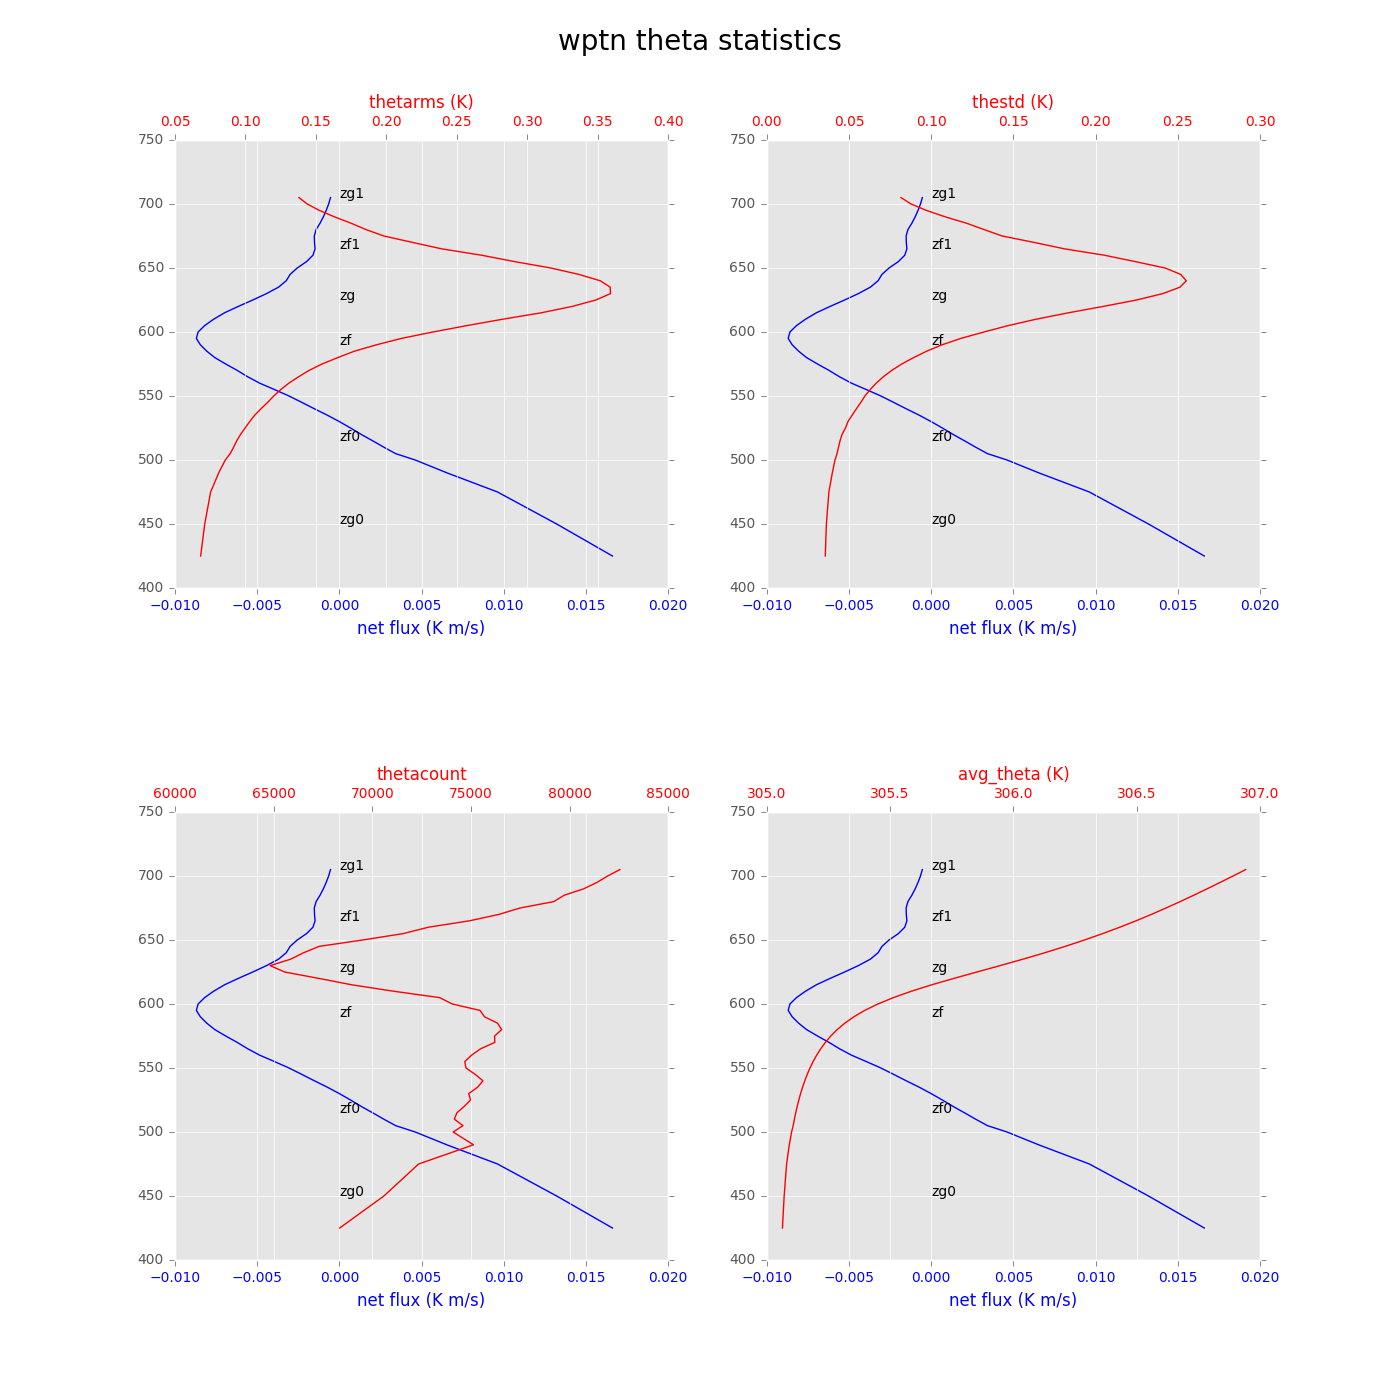 wptn theta statistics
thetarms (K)
0.05 0.10 0.15 0.20 0.25 0.30 0.35 0.40
750
700
650
600
550
500
450
400
zg1
zf1
zg
zf
zf0
zg0
−0.010 −0.005 0.000 0.005 0.010 0.015 0.020
net flux (K m/s)
thestd (K)
0.00 0.05 0.10 0.15 0.20 0.25 0.30
750
700
650
600
550
500
450
400
zg1
zf1
zg
zf
zf0
zg0
−0.010 −0.005 0.000 0.005 0.010 0.015 0.020
net flux (K m/s)
thetacount
60000 65000 70000 75000 80000 85000
750
700
650
600
550
500
450
400
zg1
zf1
zg
zf
zf0
zg0
−0.010 −0.005 0.000 0.005 0.010 0.015 0.020
net flux (K m/s)
avg_theta (K)
305.0 305.5 306.0 306.5 307.0
750
700
650
600
550
500
450
400
zg1
zf1
zg
zf
zf0
zg0
−0.010 −0.005 0.000 0.005 0.010 0.015 0.020
net flux (K m/s)